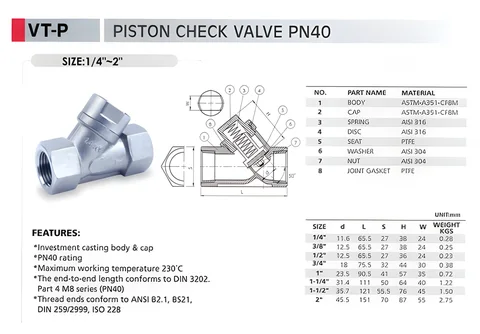 VT-P PISTON CHECK VALVE PN40
SIZE:1/4"~2"
NO. PART NAME MATERIAL
1 BODY ASTM-A351-CF8M
2 CAP ASTM-A351-CF8M
3 SPRING AISI 316
4 DISC AISI 316
5 SEAT PTFE
6 WASHER AISI 304
7 NUT AISI 304
8 JOINT GASKET PTFE
FEATURES:
*Investment casting body & cap
*PN40 rating
*Maximum working temperature 230˚C
*The end-to-end length conforms to DIN 3202.
Part 4 M8 series (PN40)
*Thread ends conform to ANSI B2.1, BS21,
DIN 259/2999, ISO 228
UNIT:mm
SIZE d L S H W WEIGHT KGS
1/4" 11.6 65.5 27 38 24 0.28
3/8" 12.5 65.5 27 38 24 0.25
1/2" 12.5 65.5 27 36 24 0.23
3/4" 18 75.5 32 44 30 0.38
1" 23.5 90.5 41 57 35 0.72
1-1/4" 31.4 111 50 64 40 1.22
1-1/2" 35.7 121 55.5 76 45 1.50
2" 45.5 151 70 87 55 2.75